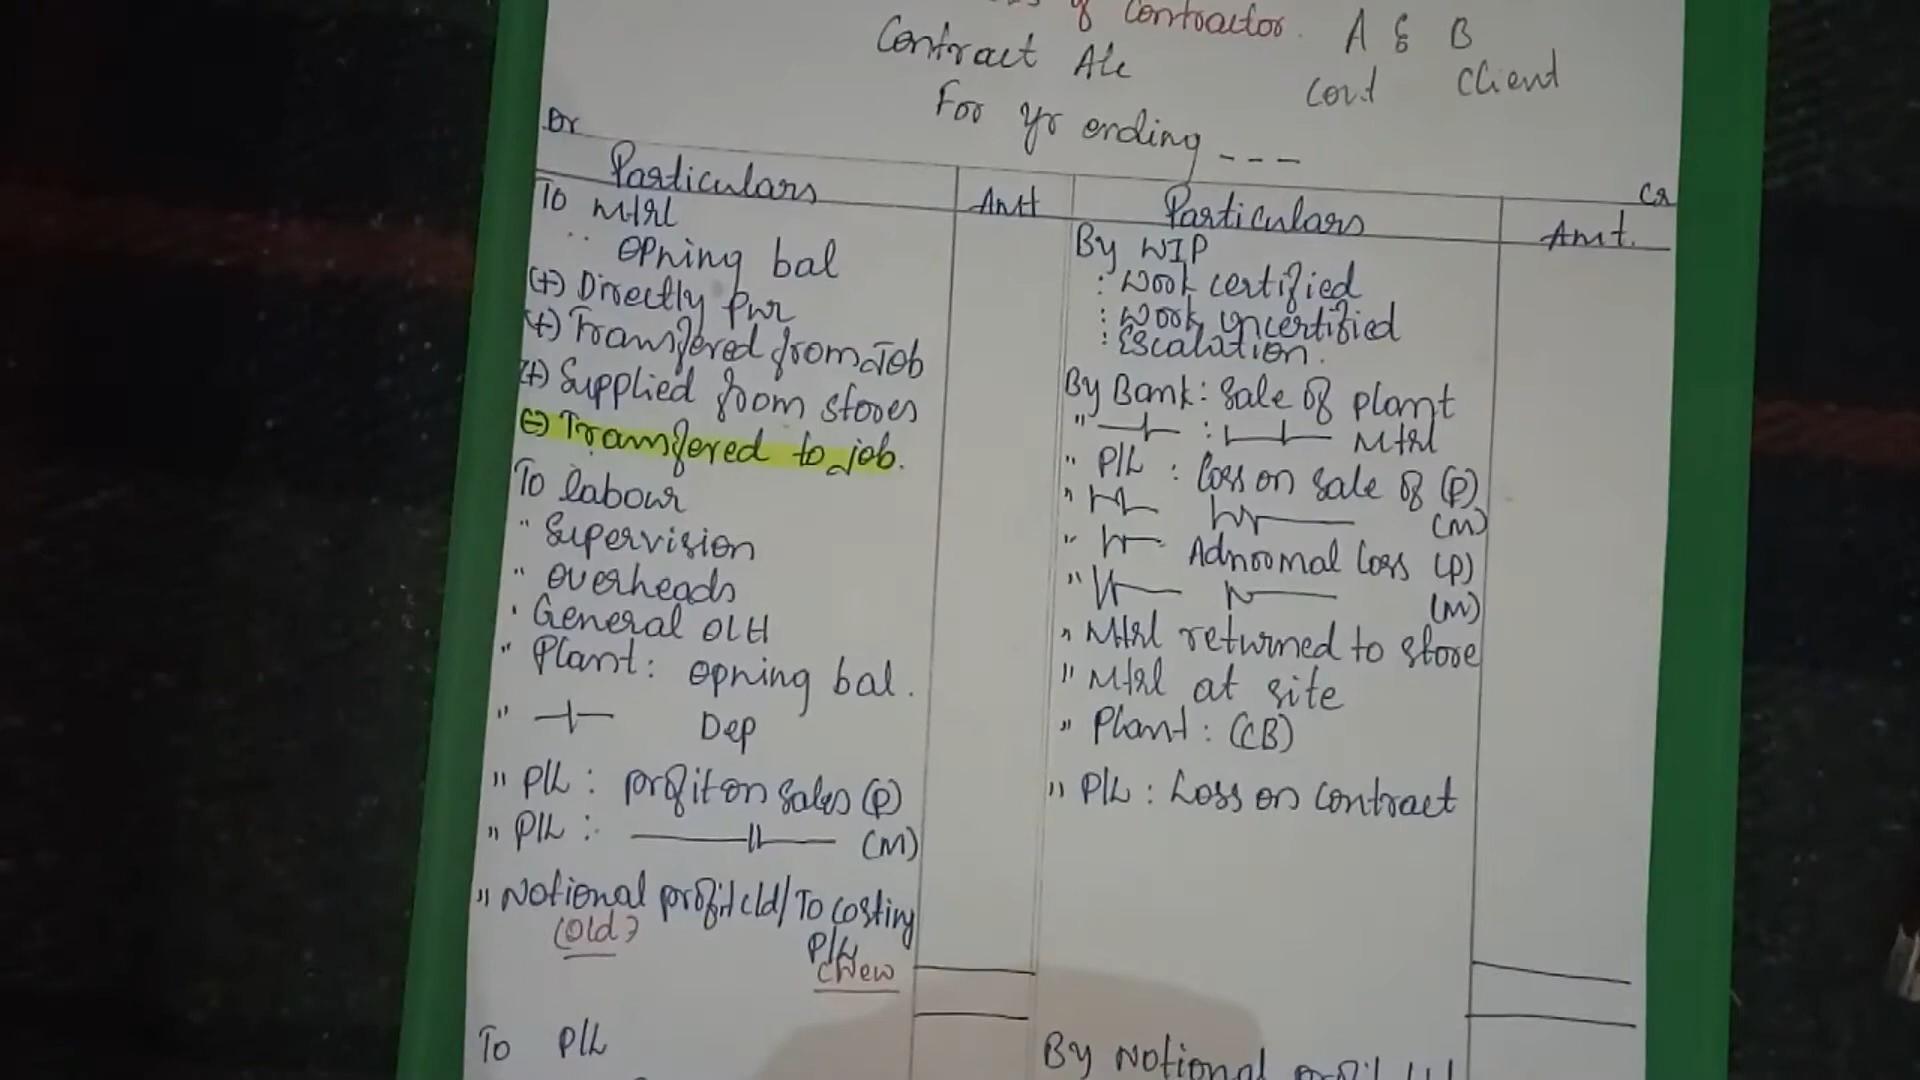 of Contractor. A & B
Contract A/c Cont Client
For yr ending ---
Dr Cr
Particulars Amt Particulars Amt.
To Mtrl
" Opning bal
(+) Directly Pur
(+) Transfered from Job
(+) Supplied from stores
(-) Transfered to job.
To labour
" Supervision
" Overheads
" General O/H
" Plant: opning bal.
" Dep
" P/L : profit on sales (P)
" P/L : (M)
" Notional profit c/d / To costing
(Old) P/L
(New
To P/L
By WIP
: Work certified
: Work uncertified
: Escalation.
By Bank: Sale of plant
" : Mtrl
" P/L : loss on sale of (P)
" (M)
" Adnormal loss (P)
" (M)
" Mtrl returned to store
" Mtrl at site
" Plant: (CB)
" P/L : Loss on contract
By Notional